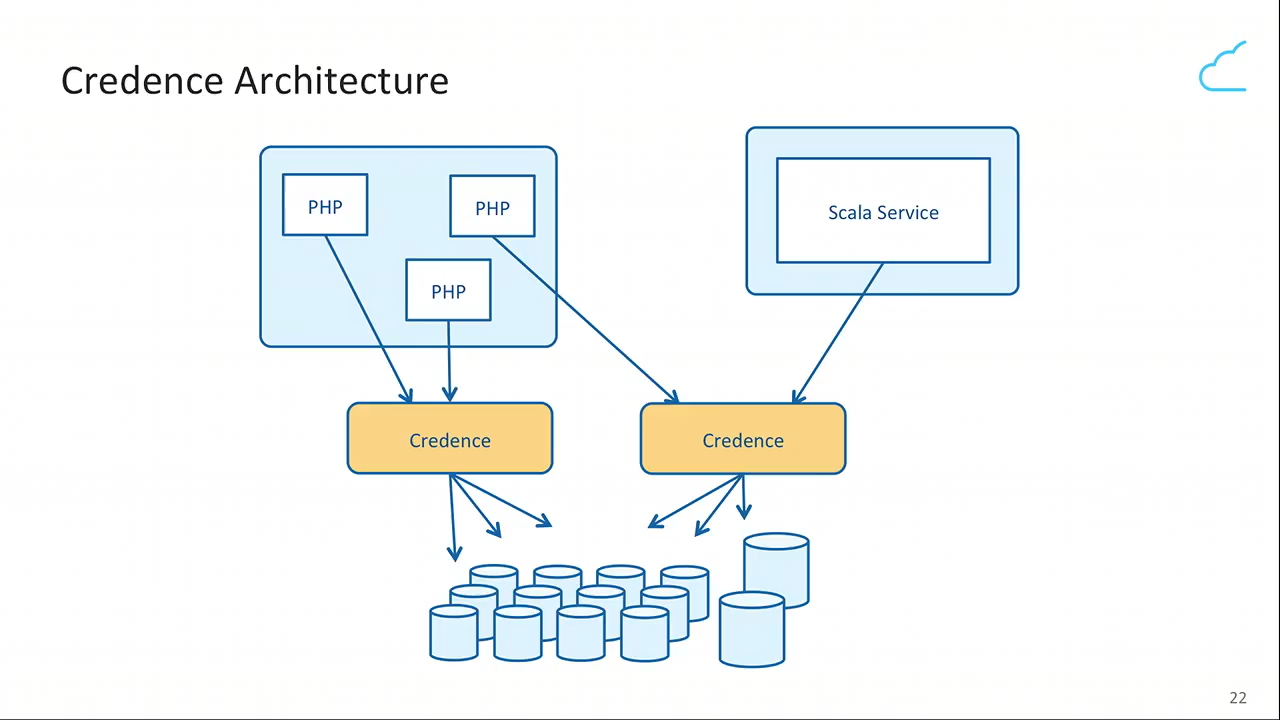 Credence Architecture
PHP
PHP
Scala Service
PHP
Credence
Credence
22